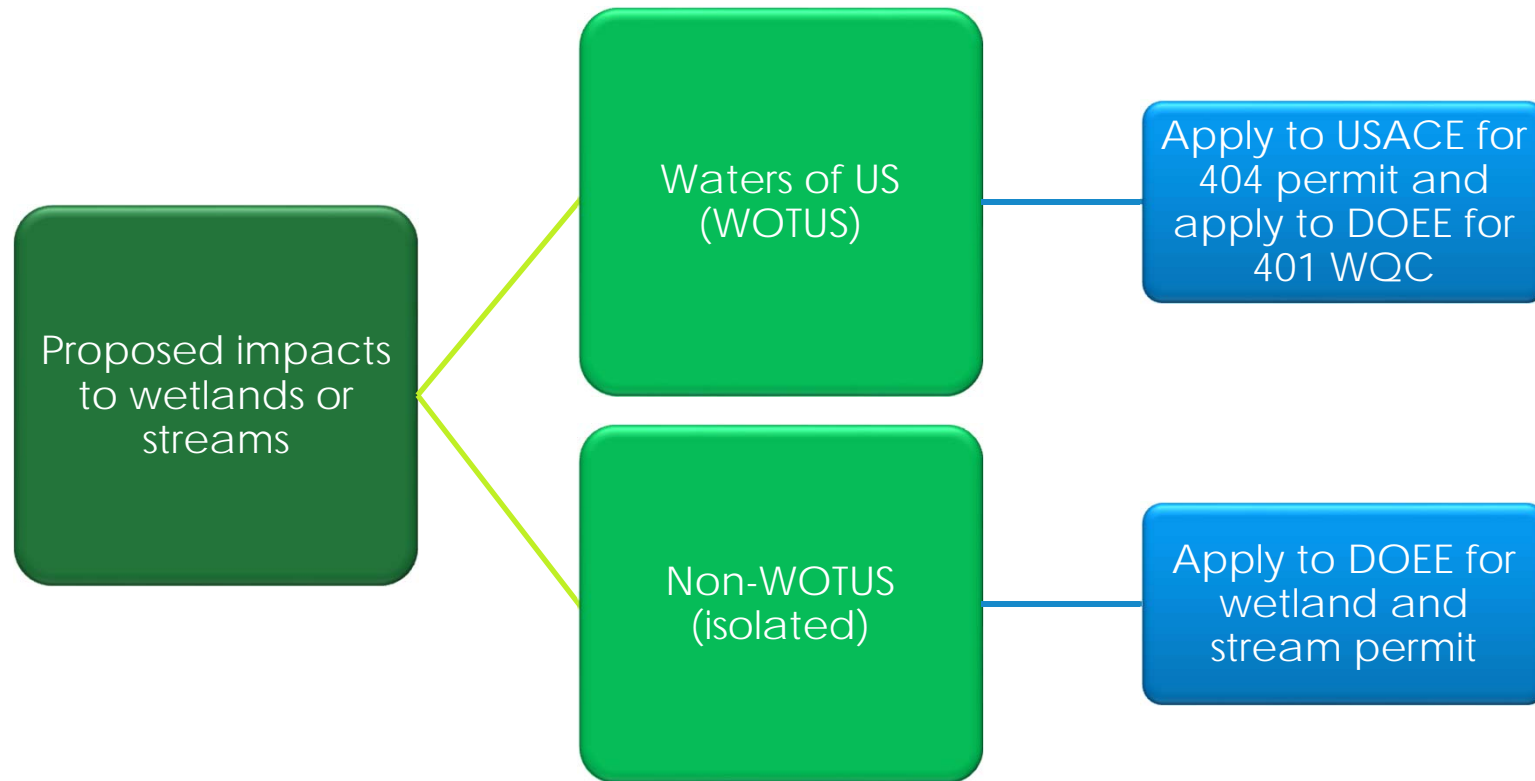 Proposed impacts
to wetlands or
streams
Waters of US
(WOTUS)
Apply to USACE for
404 permit and
apply to DOEE for
401 WQC
Non-WOTUS
(isolated)
Apply to DOEE for
wetland and
stream permit